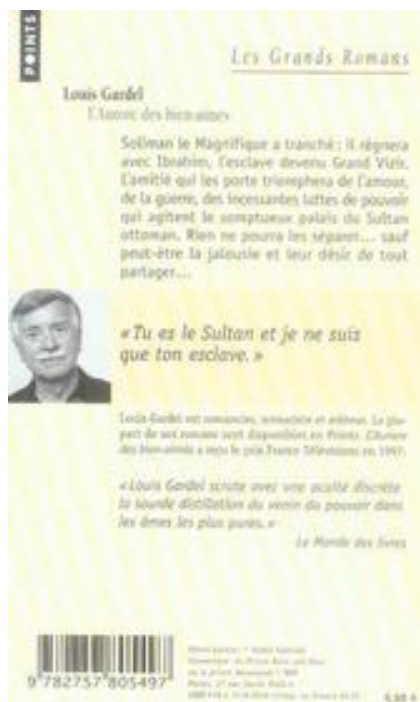 POINTS
Les Grands Romans
Louis Gardel
L'Aurore des bien-aimés
Soliman le Magnifique a tranché : il régnera
avec Ibrahim, l'esclave devenu Grand Vizir.
L'amitié qui les porte triomphera de l'amour,
de la guerre, des incessantes luttes de pouvoir
qui agitent le somptueux palais du Sultan
ottoman. Rien ne pourra les séparer... sauf
peut-être la jalousie et leur désir de tout
partager...
« Tu es le Sultan et je ne suis
que ton esclave. »
Louis Gardel est romancier, scénariste et éditeur. La plu-
part de ses romans sont disponibles en Points. L'Aurore
des bien-aimés a reçu le prix France Télévisions en 1997.
« Louis Gardel scrute avec une acuité discrète
la sourde distillation du venin du pouvoir dans
les âmes les plus pures. »
Le Monde des livres
9 782757 805497